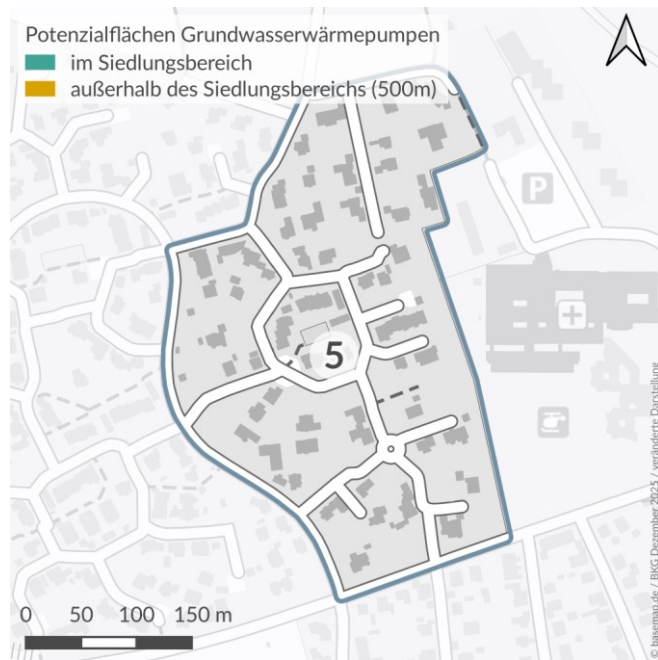 Potenzialflächen Grundwasserwärmepumpen
im Siedlungsbereich
außerhalb des Siedlungsbereichs (500m)
P
5
0 50 100 150 m
© basemap.de / BKG Dezember 2025 / veränderte Darstellung